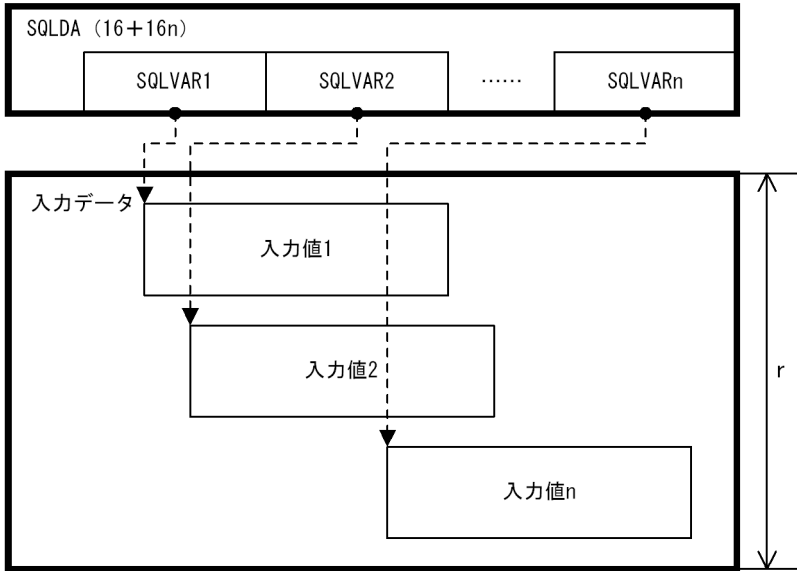 SQLDA (16+16n)
SQLVAR1
SQLVAR2
……
SQLVARn
入力データ
入力値1
入力値2
r
入力値n